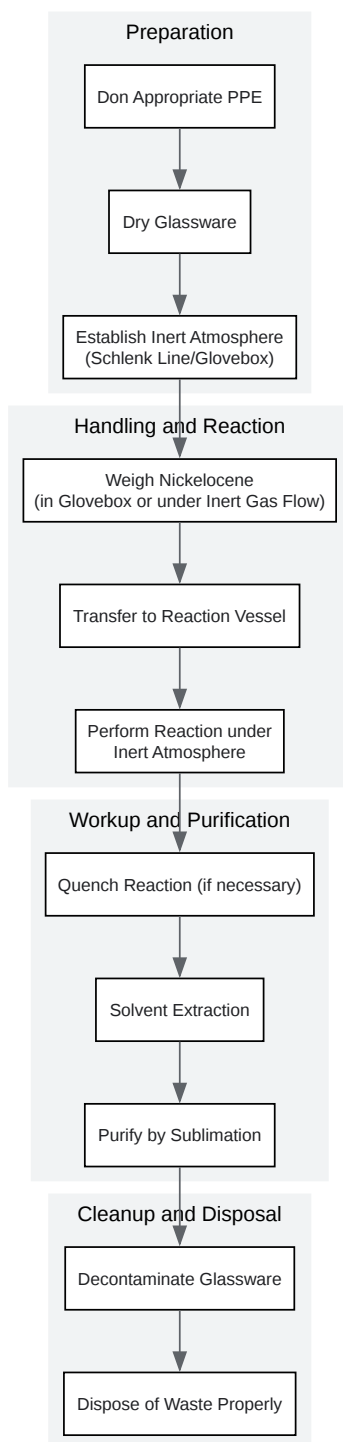 Preparation
Don Appropriate PPE
Dry Glassware
Establish Inert Atmosphere
(Schlenk Line/Glovebox)
Handling and Reaction
Weigh Nickelocene
(in Glovebox or under Inert Gas Flow)
Transfer to Reaction Vessel
Perform Reaction under
Inert Atmosphere
Workup and Purification
Quench Reaction (if necessary)
Solvent Extraction
Purify by Sublimation
Cleanup and Disposal
Decontaminate Glassware
Dispose of Waste Properly